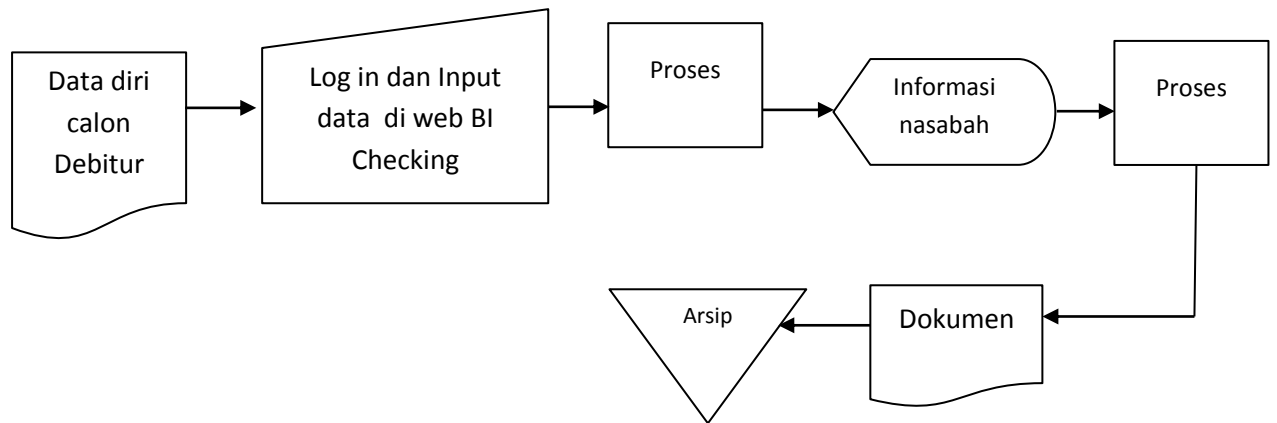 Data diri
calon
Debitur
Log in dan Input
data di web BI
Checking
Proses
Informasi
nasabah
Proses
Arsip
Dokumen